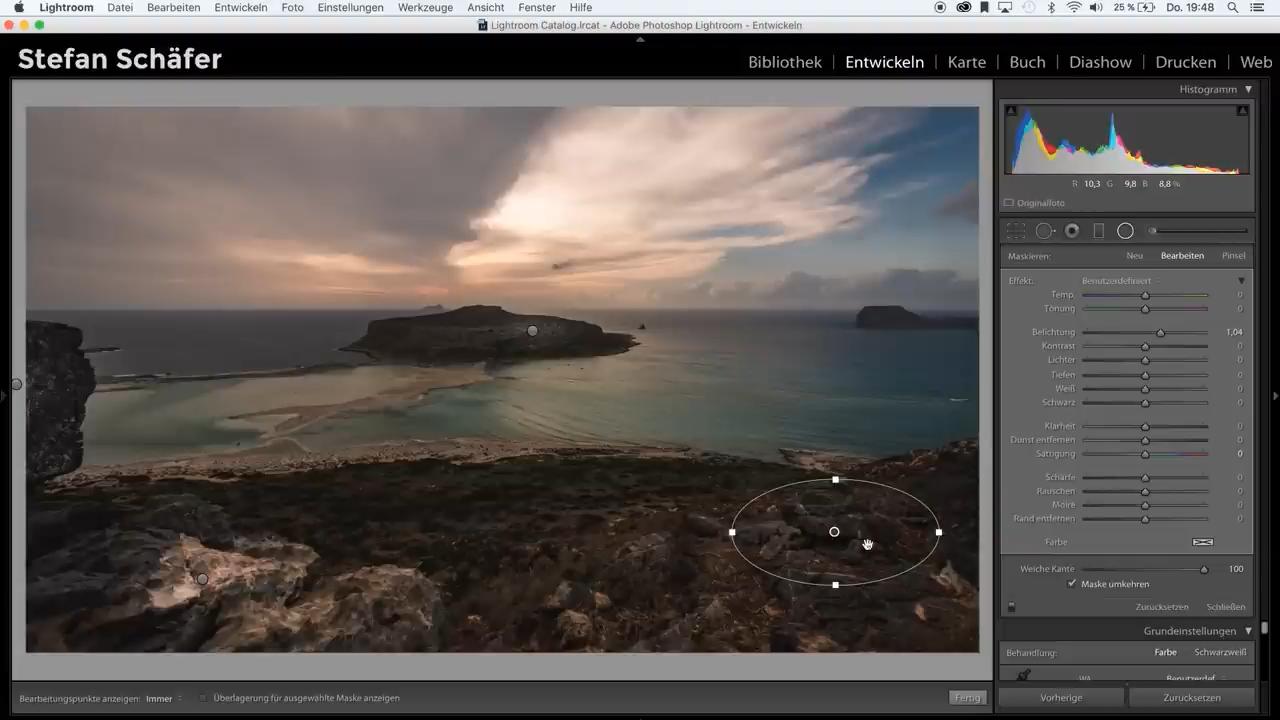 Lightroom Datei Bearbeiten Entwickeln Foto Einstellungen Werkzeuge Ansicht Fenster Hilfe 25 % Do. 19:48
Lightroom Catalog.lrcat - Adobe Photoshop Lightroom - Entwickeln
Stefan Schäfer
Bibliothek | Entwickeln | Karte | Buch | Diashow | Drucken | Web
Histogramm
R 10,3 G 9,8 B 8,8 %
Originalfoto
Maskieren: Neu Bearbeiten Pinsel
Effekt: Benutzerdefiniert
Temp. 0
Tönung 0
Belichtung 1,04
Kontrast 0
Lichter 0
Tiefen 0
Weiß 0
Schwarz 0
Klarheit 0
Dunst entfernen 0
Sättigung 0
Schärfe 0
Rauschen 0
Moiré 0
Rand entfernen 0
Farbe
Weiche Kante 100
Maske umkehren
Zurücksetzen Schließen
Grundeinstellungen
Behandlung: Farbe Schwarzweiß
WA Benutzerdef.
Bearbeitungspunkte anzeigen: Immer Überlagerung für ausgewählte Maske anzeigen Fertig
Vorherige Zurücksetzen